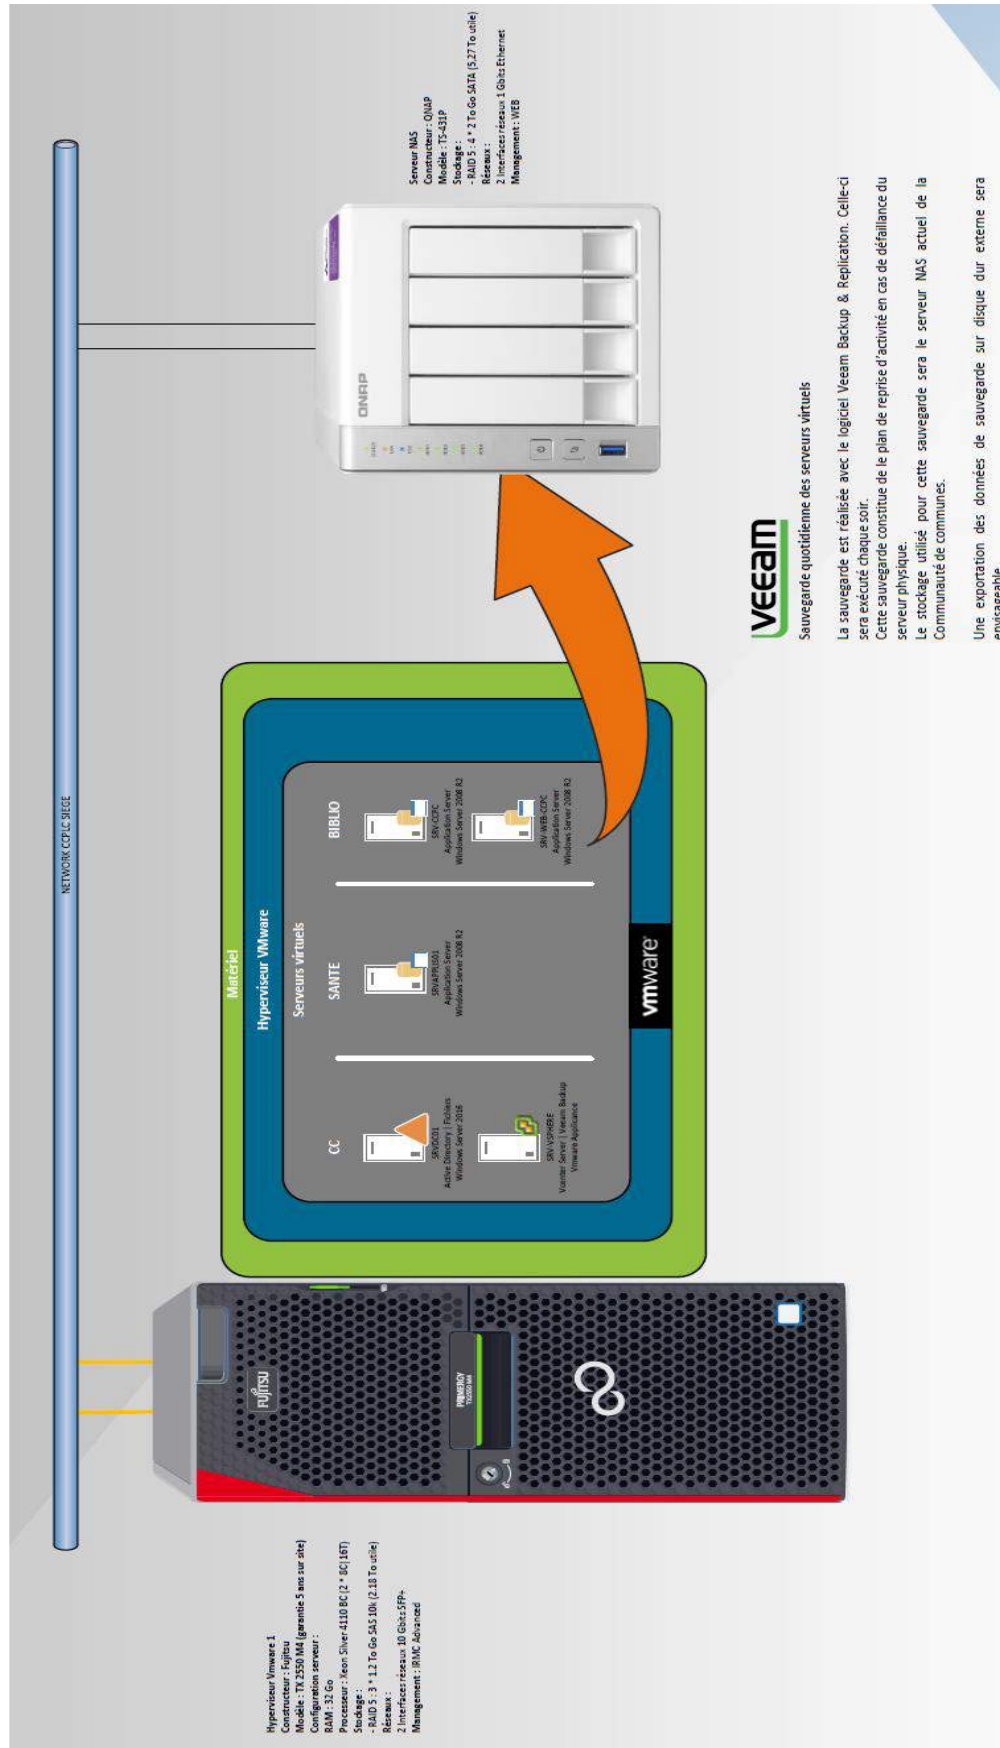 NETWORK CCPLC SIEGE
Hyperviseur Vmware 1
Constructeur : Fujitsu
Modèle : TX 2550 M4 (garantie 5 ans sur site)
Configuration serveur :
RAM : 32 Go
Processeur : Xeon Silver 4110 8C (2 * 8C|16T)
Stockage :
- RAID 5 : 3 * 1.2 To Go SAS 10k (2.18 To utile)
Réseaux :
2 Interfaces réseaux 10 Gbits SFP+
Management : iRMC Advanced
FUJITSU
PRIMERGY
TX2550 M4
Matériel
Hyperviseur VMware
Serveurs virtuels
CC
SRVDC01
Active Directory | Fichiers
Windows Server 2016
SRV-VSPHERE
Vcenter Server | Veeam Backup
Vmware Applicance
SANTE
SRVAPPLIS01
Application Server
Windows Server 2008 R2
BIBLIO
SRV-CCPC
Application Server
Windows Server 2008 R2
SRV-WEB-CCPC
Application Server
Windows Server 2008 R2
vmware
QNAP
Serveur NAS
Constructeur : QNAP
Modèle : TS-431P
Stockage :
- RAID 5 : 4 * 2 To Go SATA (5,27 To utile)
Réseaux :
2 Interfaces réseaux 1 Gbits Ethernet
Management : WEB
veeam
Sauvegarde quotidienne des serveurs virtuels
La sauvegarde est réalisée avec le logiciel Veeam Backup & Replication. Celle-ci
sera exécuté chaque soir.
Cette sauvegarde constitue de le plan de reprise d'activité en cas de défaillance du
serveur physique.
Le stockage utilisé pour cette sauvegarde sera le serveur NAS actuel de la
Communauté de communes.
Une exportation des données de sauvegarde sur disque dur externe sera
envisageable